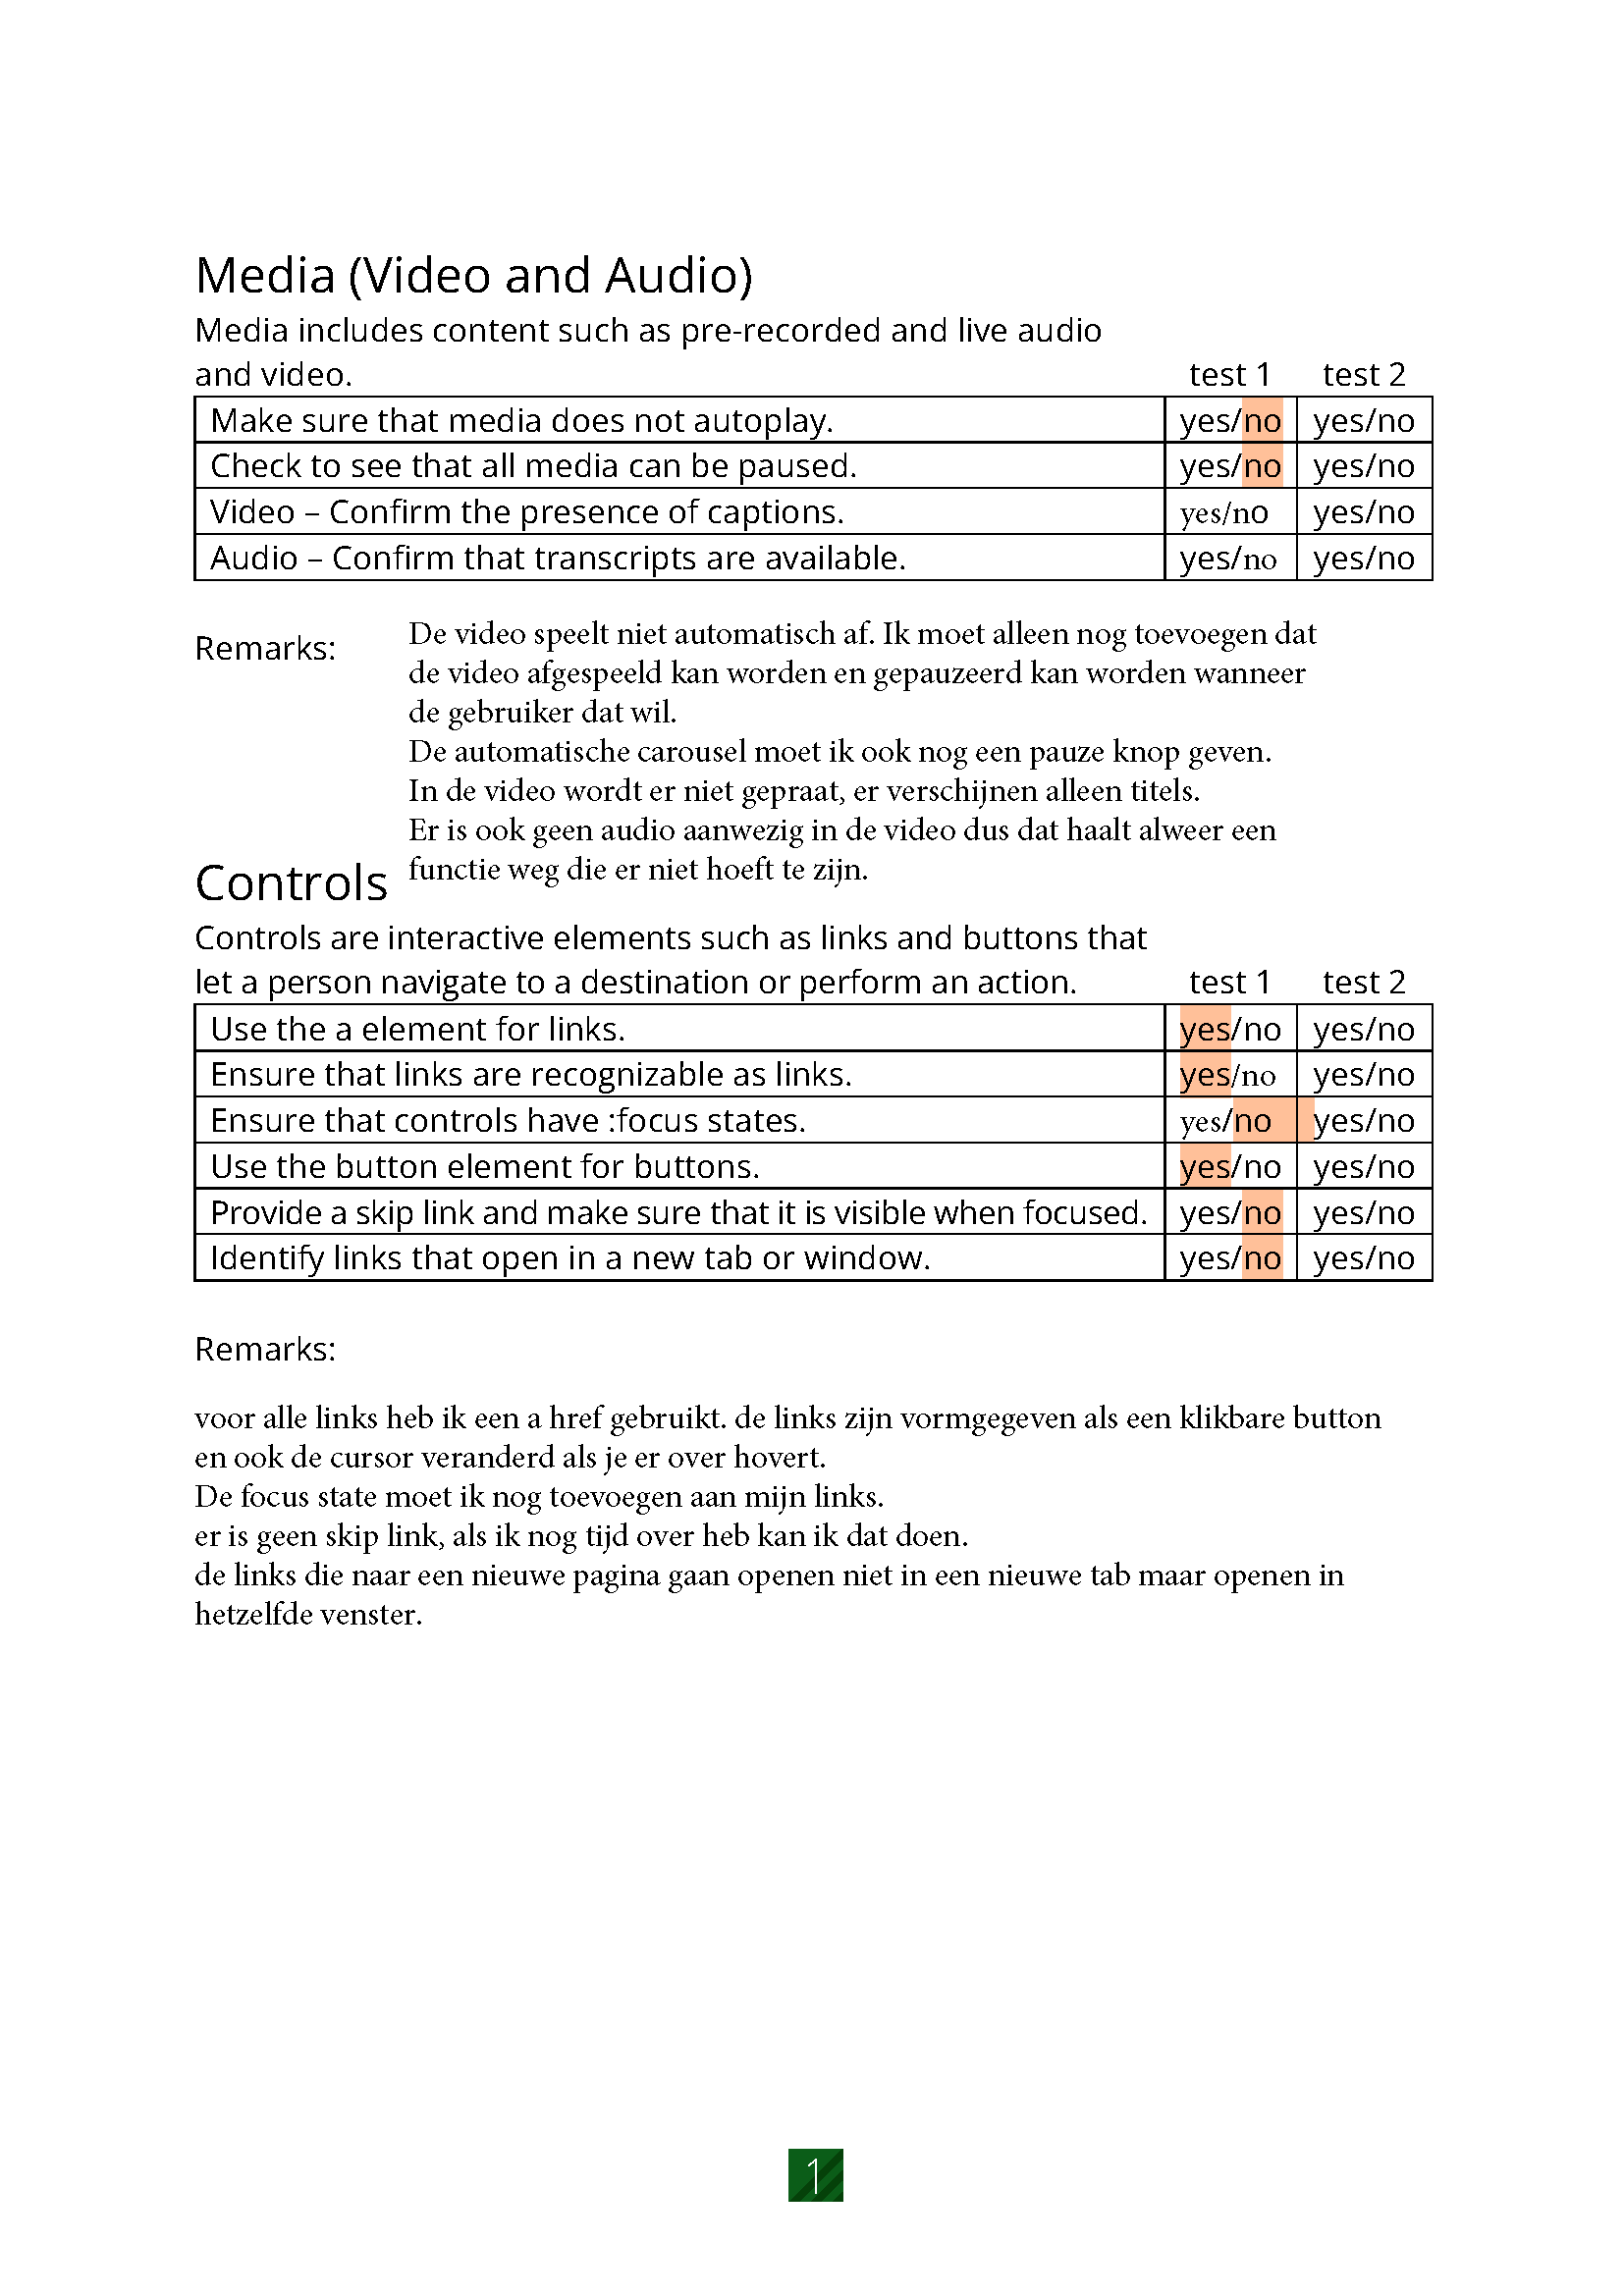 Media (Video and Audio)
Media includes content such as pre-recorded and live audio
and video. test 1 test 2
Make sure that media does not autoplay. yes/no yes/no
Check to see that all media can be paused. yes/no yes/no
Video – Confirm the presence of captions. yes/no yes/no
Audio – Confirm that transcripts are available. yes/no yes/no
Remarks:
De video speelt niet automatisch af. Ik moet alleen nog toevoegen dat
de video afgespeeld kan worden en gepauzeerd kan worden wanneer
de gebruiker dat wil.
De automatische carousel moet ik ook nog een pauze knop geven.
In de video wordt er niet gepraat, er verschijnen alleen titels.
Er is ook geen audio aanwezig in de video dus dat haalt alweer een
functie weg die er niet hoeft te zijn.
Controls
Controls are interactive elements such as links and buttons that
let a person navigate to a destination or perform an action. test 1 test 2
Use the a element for links. yes/no yes/no
Ensure that links are recognizable as links. yes/no yes/no
Ensure that controls have :focus states. yes/no yes/no
Use the button element for buttons. yes/no yes/no
Provide a skip link and make sure that it is visible when focused. yes/no yes/no
Identify links that open in a new tab or window. yes/no yes/no
Remarks:
voor alle links heb ik een a href gebruikt. de links zijn vormgegeven als een klikbare button
en ook de cursor veranderd als je er over hovert.
De focus state moet ik nog toevoegen aan mijn links.
er is geen skip link, als ik nog tijd over heb kan ik dat doen.
de links die naar een nieuwe pagina gaan openen niet in een nieuwe tab maar openen in
hetzelfde venster.
1